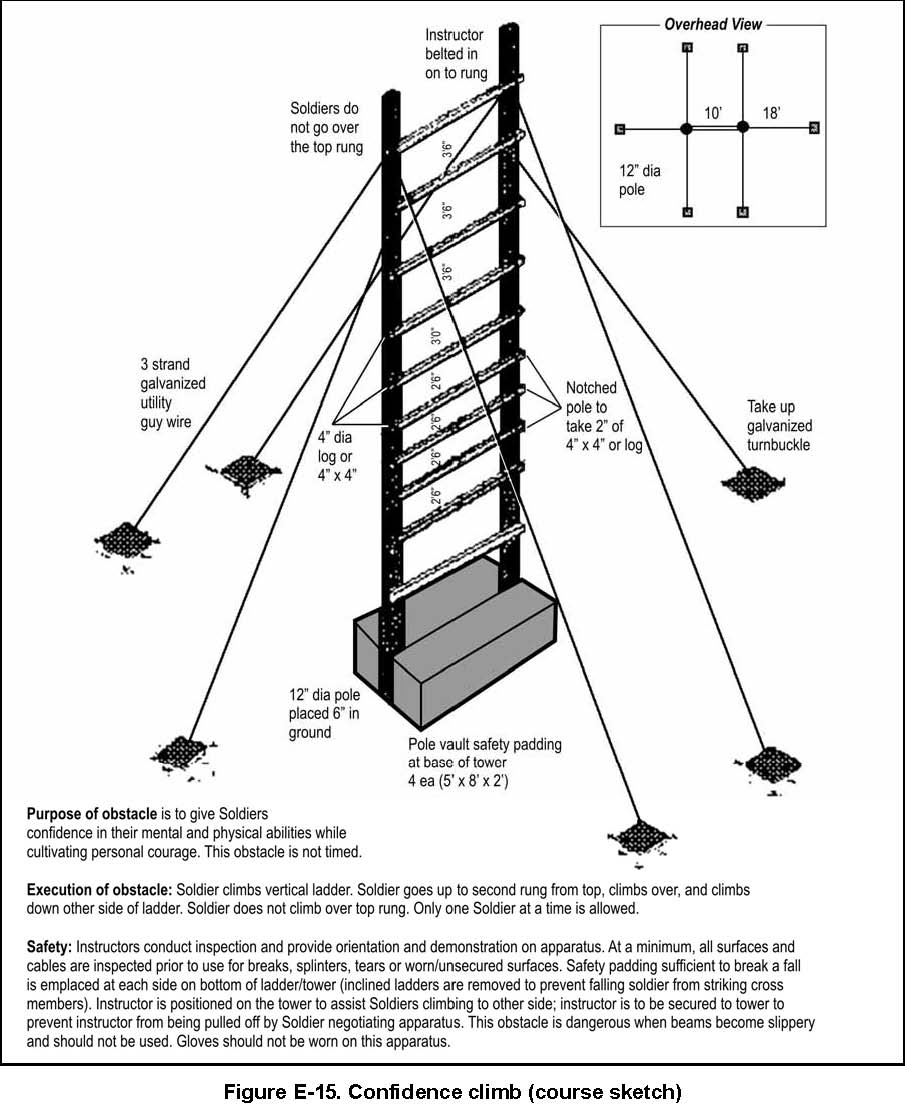 Instructor
belted in
on to rung
Overhead View
Soldiers do
not go over
the top rung
10’
18’
12” dia
pole
3’6”
3’6”
3’6”
3’0”
2’6”
2’6”
2’6”
2’6”
3 strand
galvanized
utility
guy wire
4” dia
log or
4” x 4”
Notched
pole to
take 2” of
4” x 4” or log
Take up
galvanized
turnbuckle
12” dia pole
placed 6” in
ground
Pole vault safety padding
at base of tower
4 ea (5’ x 8’ x 2’)
Purpose of obstacle is to give Soldiers
confidence in their mental and physical abilities while
cultivating personal courage. This obstacle is not timed.
Execution of obstacle: Soldier climbs vertical ladder. Soldier goes up to second rung from top, climbs over, and climbs
down other side of ladder. Soldier does not climb over top rung. Only one Soldier at a time is allowed.
Safety: Instructors conduct inspection and provide orientation and demonstration on apparatus. At a minimum, all surfaces and
cables are inspected prior to use for breaks, splinters, tears or worn/unsecured surfaces. Safety padding sufficient to break a fall
is emplaced at each side on bottom of ladder/tower (inclined ladders are removed to prevent falling soldier from striking cross
members). Instructor is positioned on the tower to assist Soldiers climbing to other side; instructor is to be secured to tower to
prevent instructor from being pulled off by Soldier negotiating apparatus. This obstacle is dangerous when beams become slippery
and should not be used. Gloves should not be worn on this apparatus.
Figure E-15. Confidence climb (course sketch)